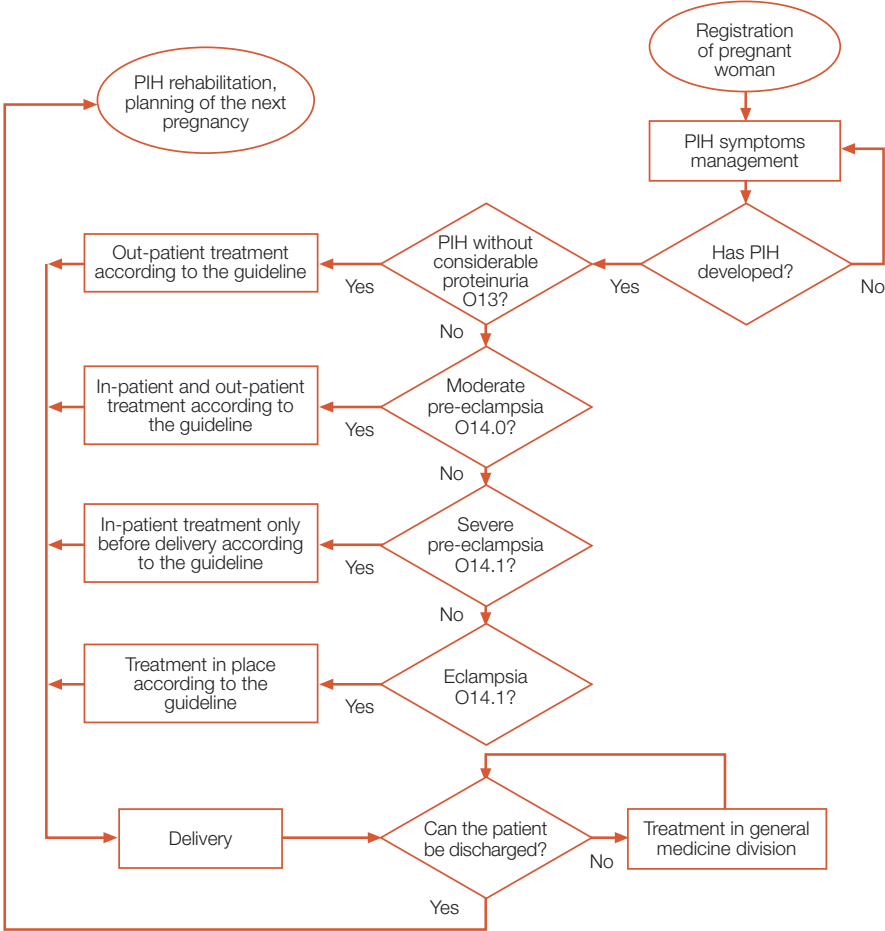 Registration
of pregnant
woman
PIH rehabilitation,
planning of the next
pregnancy
PIH symptoms
management
Has PIH
developed?
No
Yes
PIH without
considerable
proteinuria
O13?
Yes
Out-patient treatment
according to the guideline
No
Moderate
pre-eclampsia
O14.0?
Yes
In-patient and out-patient
treatment according to
the guideline
No
Severe
pre-eclampsia
O14.1?
Yes
In-patient treatment only
before delivery according
to the guideline
No
Eclampsia
O14.1?
Yes
Treatment in place
according to the
guideline
Delivery
Can the patient
be discharged?
No
Treatment in general
medicine division
Yes